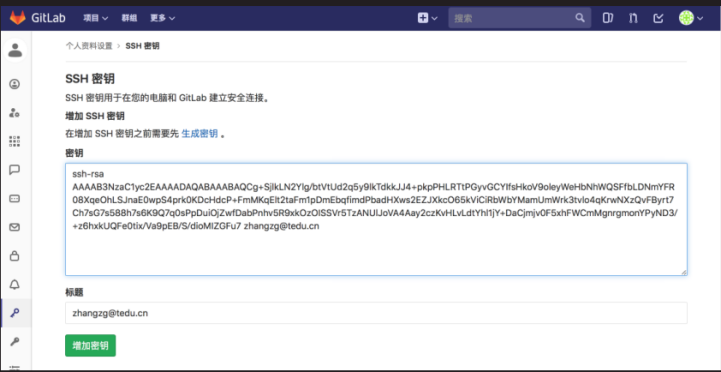 GitLab 项目 群组 更多 搜索
个人资料设置 > SSH 密钥
SSH 密钥
SSH 密钥用于在您的电脑和 GitLab 建立安全连接。
增加 SSH 密钥
在增加 SSH 密钥之前需要先 生成密钥 。
密钥
ssh-rsa
AAAAB3NzaC1yc2EAAAADAQABAAABAQCg+SjlkLN2Ylg/btVtUd2q5y9lkTdkkJJ4+pkpPHLRTtPGyvGCYIfsHkoV9oleyWeHbNhWQSFfbLDNmYFR
08XqeOhLSJnaE0wpS4prk0KDcHdcP+FmMKqElt2taFm1pDmEbqfimdPbadHXws2EZJXkcO65kViCiRbWbYMamUmWrk3tvlo4qKrwNXzQvFByrt7
Ch7sG7s588h7s6K9Q7q0sPpDuiOjZwfDabPnhv5R9xkOzOlSSVr5TzANUlJoVA4Aay2czKvHLvLdtYhl1jY+DaCjmjv0F5xhFWCmMgnrgmonYPyND3/
+z6hxkUQFe0tix/Va9pEB/S/dioMIZGFu7 zhangzg@tedu.cn
标题
zhangzg@tedu.cn
增加密钥